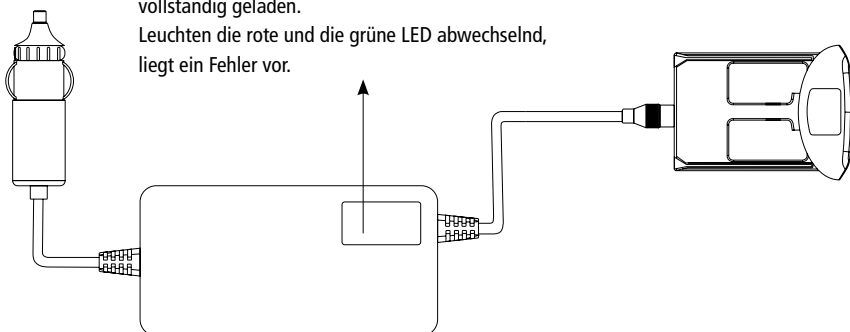 vollständig geladen.
Leuchten die rote und die grüne LED abwechselnd,
liegt ein Fehler vor.